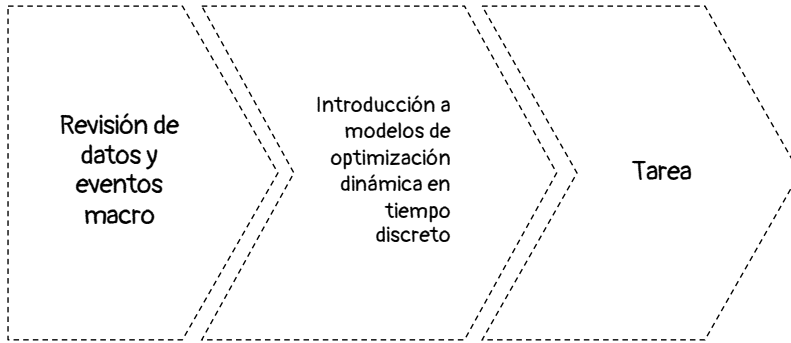 Revisión de
datos y
eventos
macro
Introducción a
modelos de
optimización
dinámica en
tiempo
discreto
Tarea